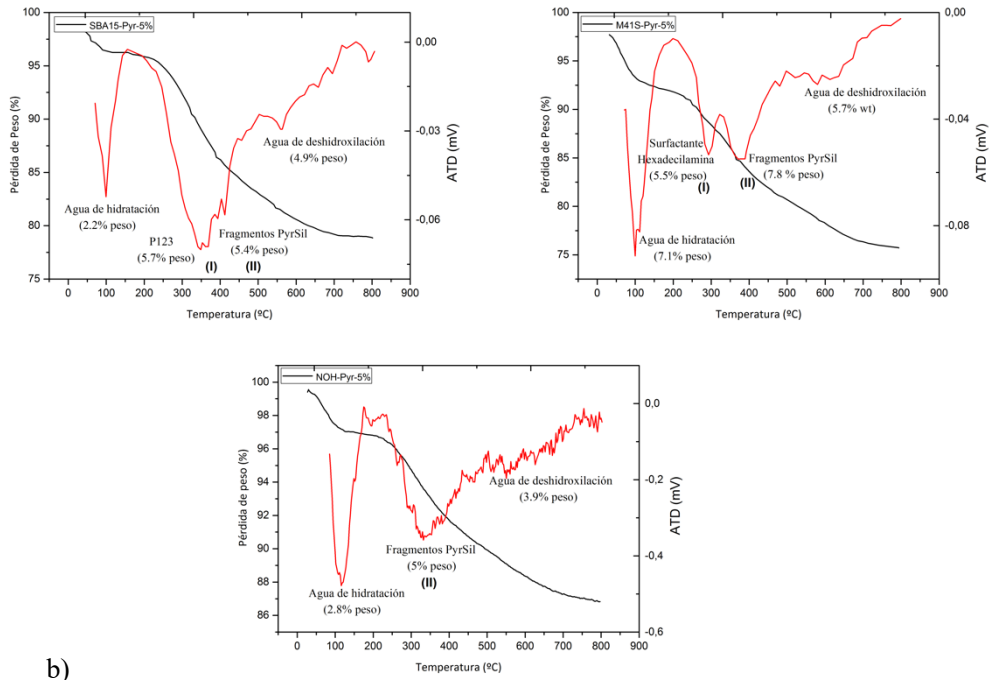 SBA15-Pyr-5%
100
95
90
85
80
75
Pérdida de Peso (%)
0,00
-0,03
-0,06
ATD (mV)
Agua de hidratación
(2.2% peso)
P123
(5.7% peso)
(I)
Fragmentos PyrSil
(5.4% peso)
(II)
Agua de deshidroxilación
(4.9% peso)
-100 0 100 200 300 400 500 600 700 800 900
Temperatura (ºC)
M41S-Pyr-5%
100
95
90
85
80
75
Pérdida de Peso (%)
0,00
-0,04
-0,08
ATD (mV)
Agua de hidratación
(7.1% peso)
Surfactante
Hexadecilamina
(5.5% peso)
(I)
Fragmentos PyrSil
(7.8 % peso)
(II)
Agua de deshidroxilación
(5.7% wt)
-100 0 100 200 300 400 500 600 700 800 900
Temperatura (ºC)
NOH-Pyr-5%
100
98
96
94
92
90
88
86
Pérdida de peso (%)
0,0
-0,2
-0,4
-0,6
ATD (mV)
Agua de hidratación
(2.8% peso)
Fragmentos PyrSil
(5% peso)
(II)
Agua de deshidroxilación
(3.9% peso)
0 100 200 300 400 500 600 700 800 900
Temperatura (ºC)
b)